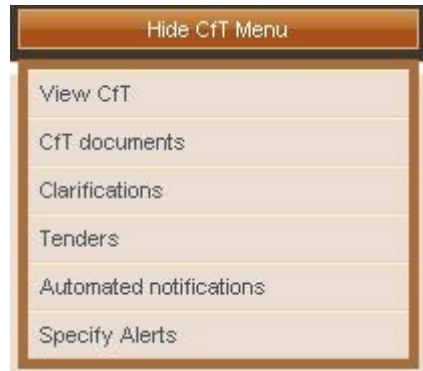 Hide CfT Menu
View CfT
CfT documents
Clarifications
Tenders
Automated notifications
Specify Alerts